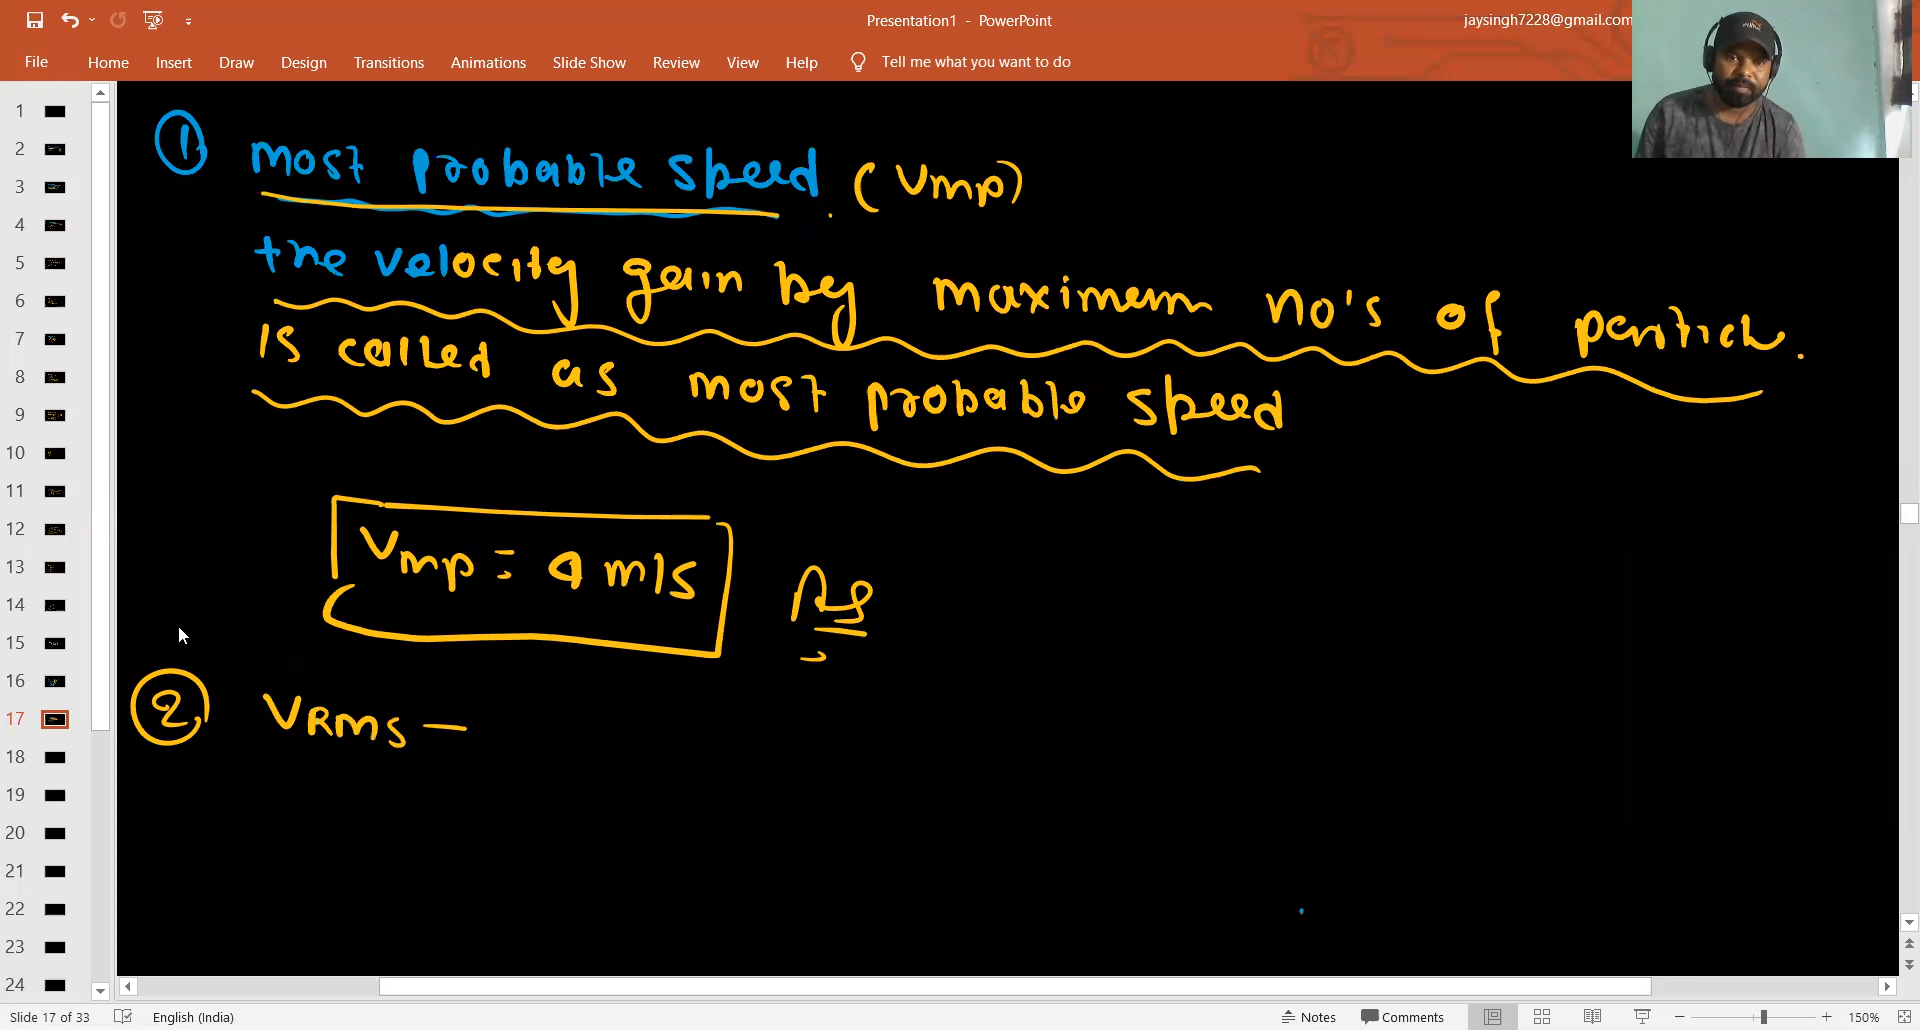 Presentation1 - PowerPoint
jaysingh7228@gmail.com
File Home Insert Draw Design Transitions Animations Slide Show Review View Help Tell me what you want to do
1 most probable speed. (Vmp)
the velocity gain by maximum no's of particle.
is called as most probable speed
Vmp = 4 m/s
2, VRMS —
1
2
3
4
5
6
7
8
9
10
11
12
13
14
15
16
17
18
19
20
21
22
23
24
Slide 17 of 33 English (India) Notes Comments 150%